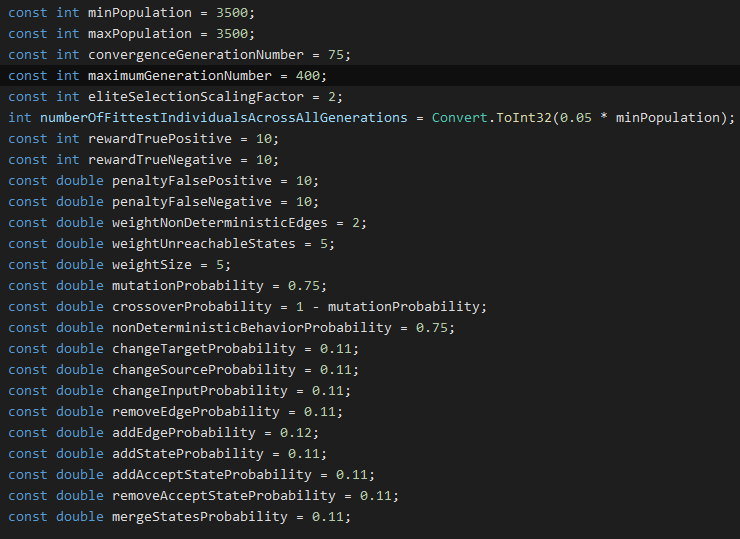 const int minPopulation = 3500;
const int maxPopulation = 3500;
const int convergenceGenerationNumber = 75;
const int maximumGenerationNumber = 400;
const int eliteSelectionScalingFactor = 2;
int numberOfFittestIndividualsAcrossAllGenerations = Convert.ToInt32(0.05 * minPopulation);
const int rewardTruePositive = 10;
const int rewardTrueNegative = 10;
const double penaltyFalsePositive = 10;
const double penaltyFalseNegative = 10;
const double weightNonDeterministicEdges = 2;
const double weightUnreachableStates = 5;
const double weightSize = 5;
const double mutationProbability = 0.75;
const double crossoverProbability = 1 - mutationProbability;
const double nonDeterministicBehaviorProbability = 0.75;
const double changeTargetProbability = 0.11;
const double changeSourceProbability = 0.11;
const double changeInputProbability = 0.11;
const double removeEdgeProbability = 0.11;
const double addEdgeProbability = 0.12;
const double addStateProbability = 0.11;
const double addAcceptStateProbability = 0.11;
const double removeAcceptStateProbability = 0.11;
const double mergeStatesProbability = 0.11;